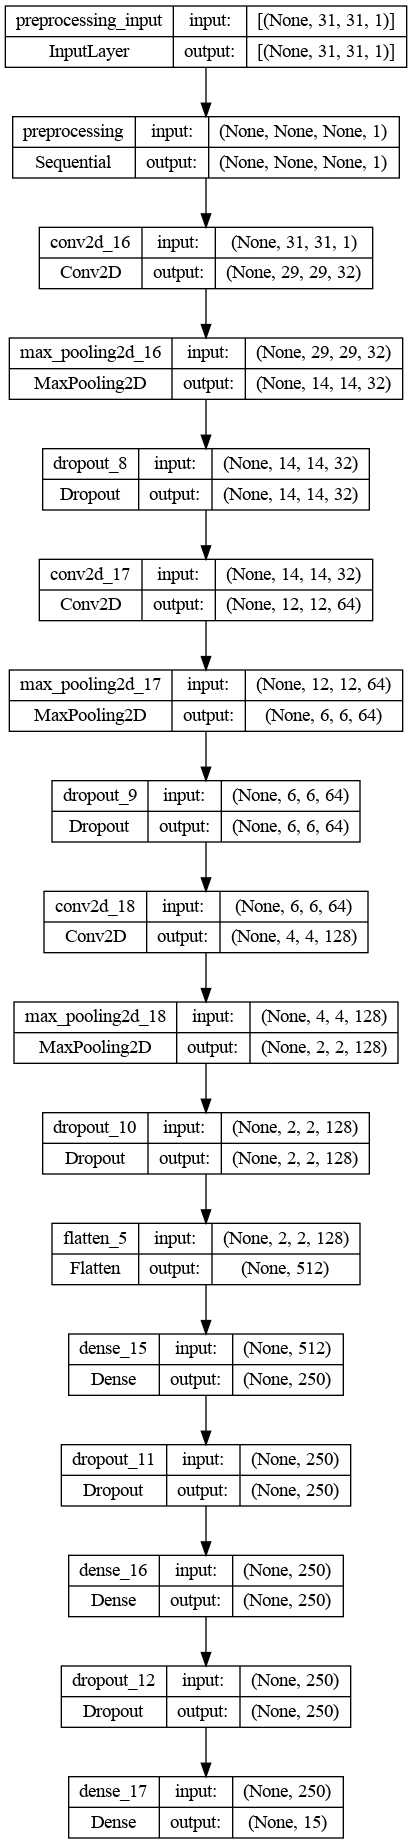 preprocessing_input input: [(None, 31, 31, 1)]
InputLayer output: [(None, 31, 31, 1)]
preprocessing input: (None, None, None, 1)
Sequential output: (None, None, None, 1)
conv2d_16 input: (None, 31, 31, 1)
Conv2D output: (None, 29, 29, 32)
max_pooling2d_16 input: (None, 29, 29, 32)
MaxPooling2D output: (None, 14, 14, 32)
dropout_8 input: (None, 14, 14, 32)
Dropout output: (None, 14, 14, 32)
conv2d_17 input: (None, 14, 14, 32)
Conv2D output: (None, 12, 12, 64)
max_pooling2d_17 input: (None, 12, 12, 64)
MaxPooling2D output: (None, 6, 6, 64)
dropout_9 input: (None, 6, 6, 64)
Dropout output: (None, 6, 6, 64)
conv2d_18 input: (None, 6, 6, 64)
Conv2D output: (None, 4, 4, 128)
max_pooling2d_18 input: (None, 4, 4, 128)
MaxPooling2D output: (None, 2, 2, 128)
dropout_10 input: (None, 2, 2, 128)
Dropout output: (None, 2, 2, 128)
flatten_5 input: (None, 2, 2, 128)
Flatten output: (None, 512)
dense_15 input: (None, 512)
Dense output: (None, 250)
dropout_11 input: (None, 250)
Dropout output: (None, 250)
dense_16 input: (None, 250)
Dense output: (None, 250)
dropout_12 input: (None, 250)
Dropout output: (None, 250)
dense_17 input: (None, 250)
Dense output: (None, 15)